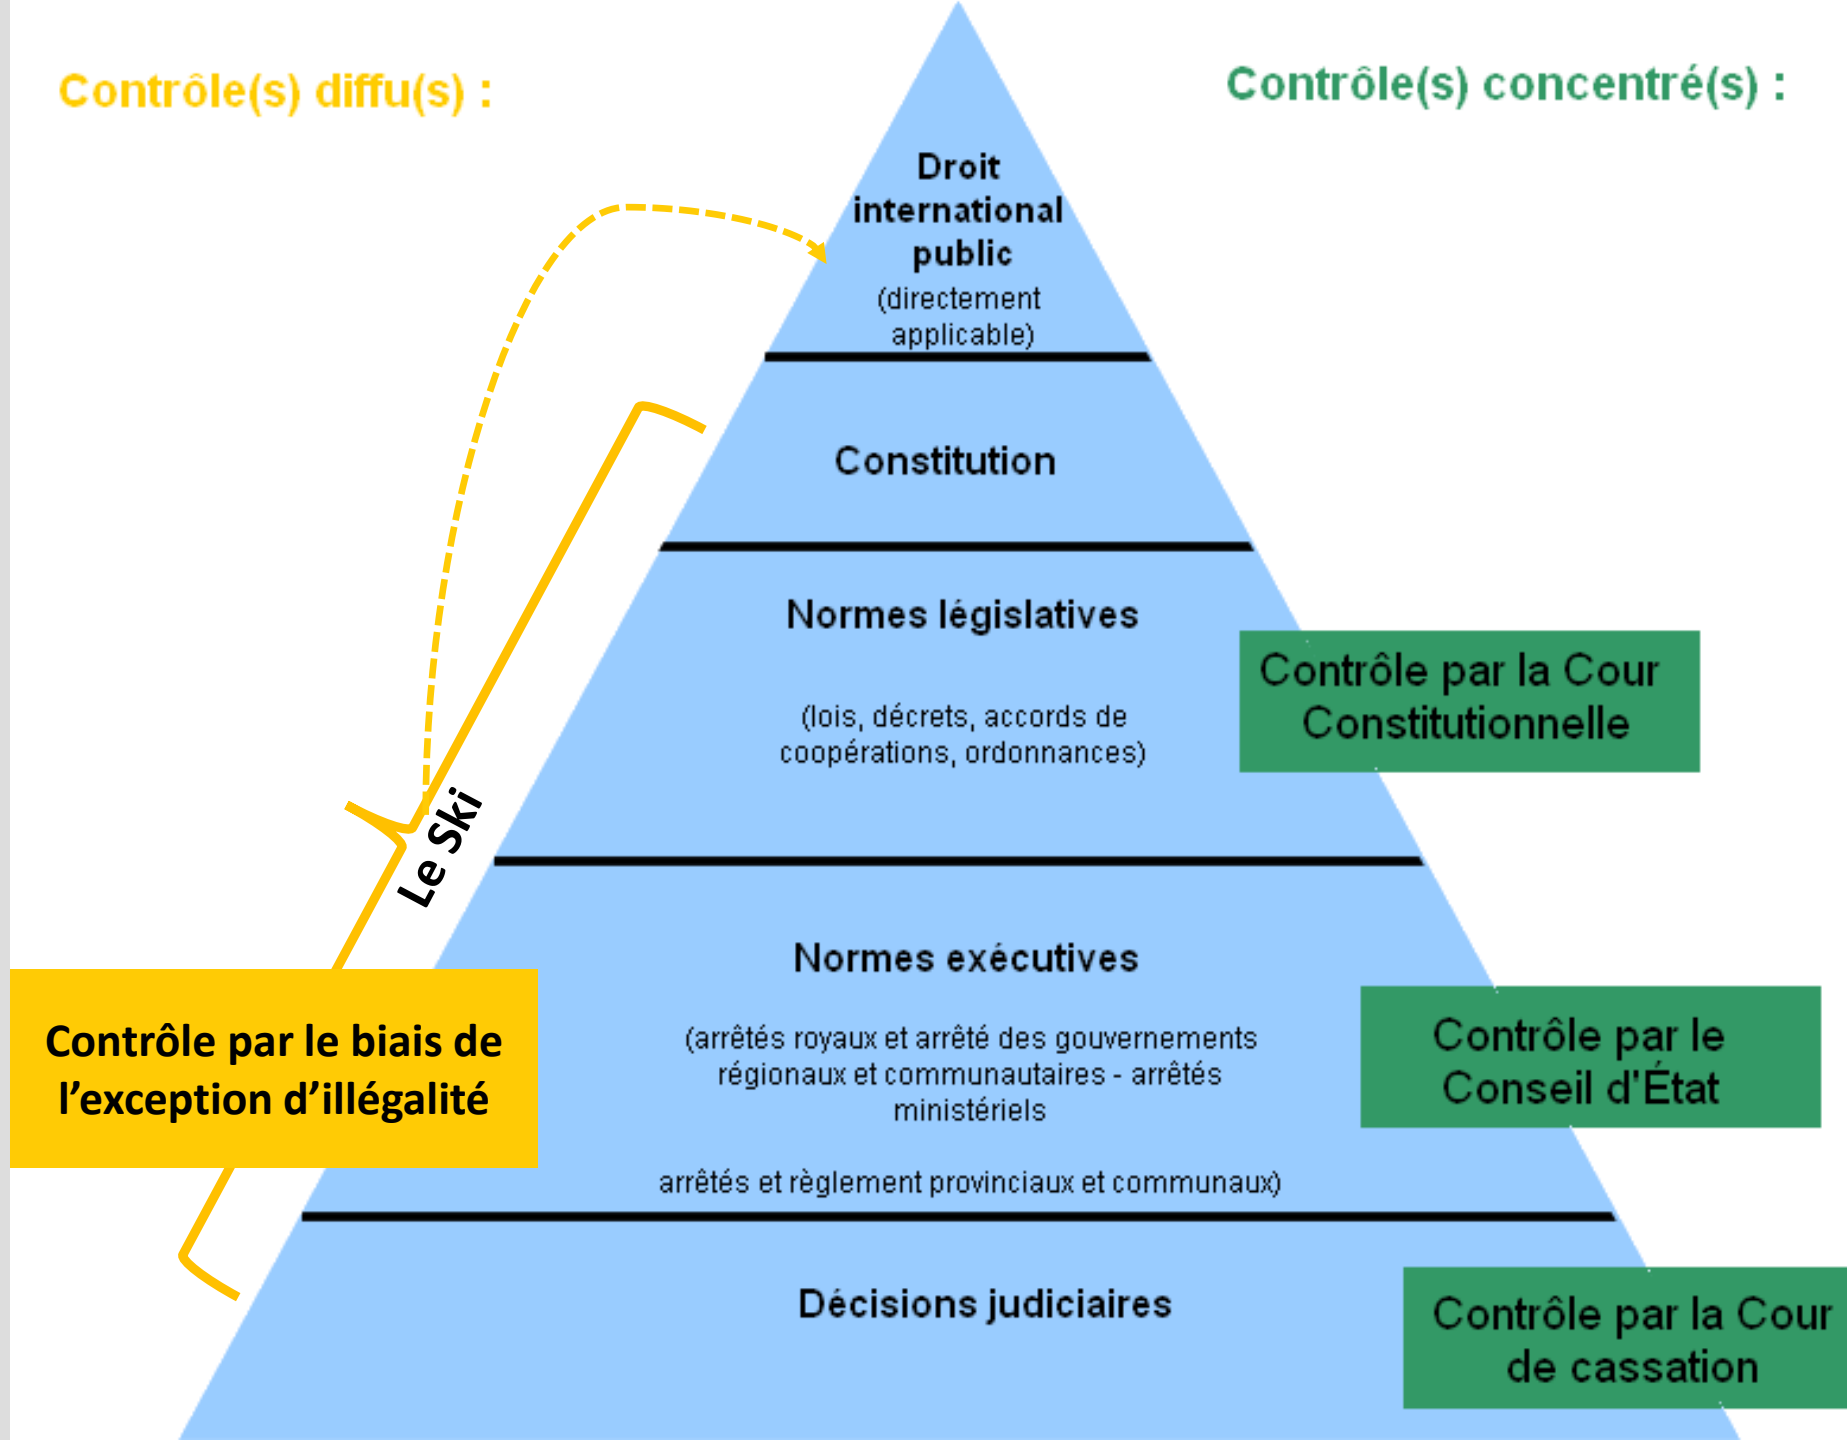 Contrôle(s) diffu(s) :
Contrôle(s) concentré(s) :
Droit
international
public
(directement
applicable)
Constitution
Normes législatives
(lois, décrets, accords de
coopérations, ordonnances)
Contrôle par la Cour
Constitutionnelle
Le Ski
Normes exécutives
(arrêtés royaux et arrêté des gouvernements
régionaux et communautaires - arrêtés
ministériels
arrêtés et règlement provinciaux et communaux)
Contrôle par le biais de
l’exception d’illégalité
Contrôle par le
Conseil d'État
Décisions judiciaires
Contrôle par la Cour
de cassation